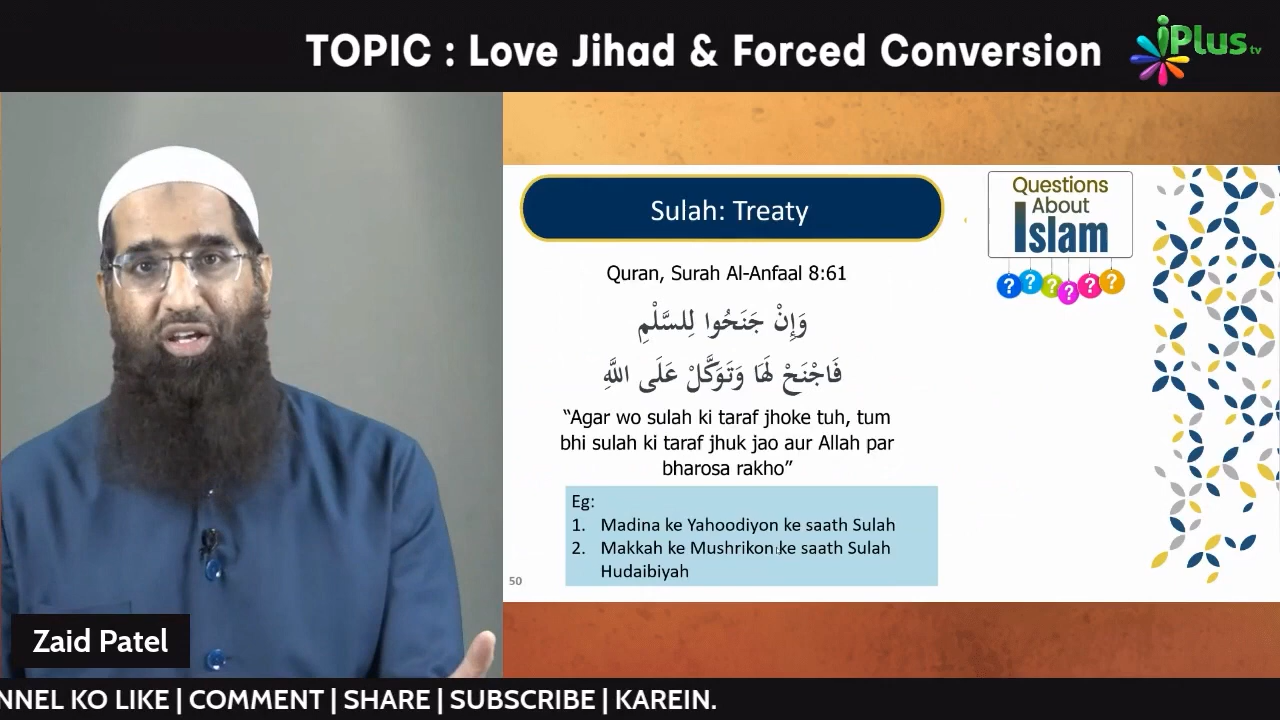 TOPIC : Love Jihad & Forced Conversion
iPlus tv
Sulah: Treaty
Questions
About
Islam
? ? ? ? ? ?
Quran, Surah Al-Anfaal 8:61
وَإِنْ جَنَحُوا لِلسَّلْمِ
فَاجْنَحْ لَهَا وَتَوَكَّلْ عَلَى اللَّهِ
“Agar wo sulah ki taraf jhoke tuh, tum
bhi sulah ki taraf jhuk jao aur Allah par
bharosa rakho”
Eg:
1. Madina ke Yahoodiyon ke saath Sulah
2. Makkah ke Mushrikon ke saath Sulah
Hudaibiyah
50
Zaid Patel
NNEL KO LIKE | COMMENT | SHARE | SUBSCRIBE | KAREIN.